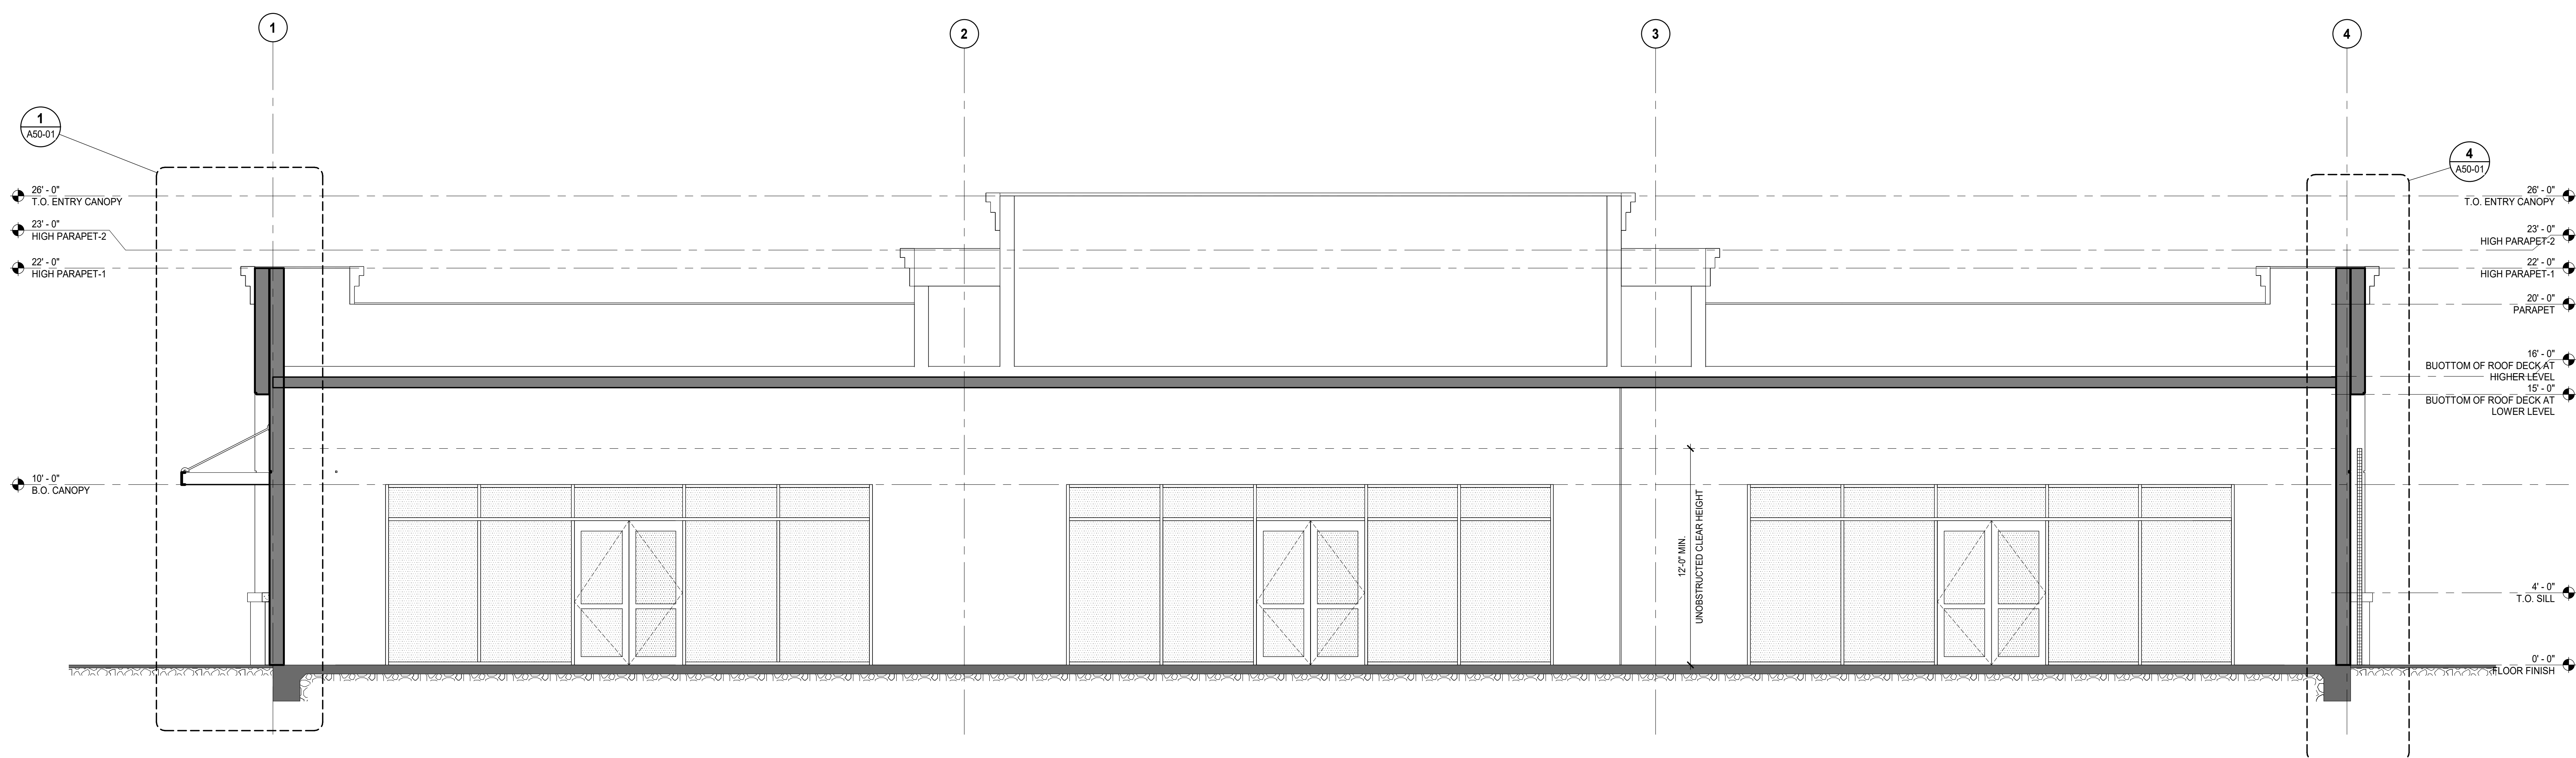 1
2
3
4
1
A50-01
4
A50-01
26' - 0"
T.O. ENTRY CANOPY
23' - 0"
HIGH PARAPET-2
22' - 0"
HIGH PARAPET-1
10' - 0"
B.O. CANOPY
12'-0" MIN.
UNOBSTRUCTED CLEAR HEIGHT
26' - 0"
T.O. ENTRY CANOPY
23' - 0"
HIGH PARAPET-2
22' - 0"
HIGH PARAPET-1
20' - 0"
PARAPET
16' - 0"
BUOTTOM OF ROOF DECK AT
HIGHER LEVEL
15' - 0"
BUOTTOM OF ROOF DECK AT
LOWER LEVEL
4' - 0"
T.O. SILL
0' - 0"
FLOOR FINISH